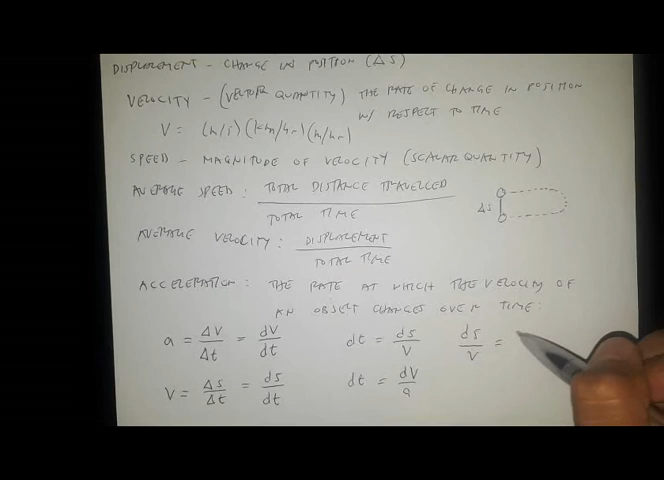 DISPLACEMENT - CHANGE IN POSITION (ΔS)
VELOCITY - (VECTOR QUANTITY) THE RATE OF CHANGE IN POSITION
W/ RESPECT TO TIME
V = (m/s) (km/hr) (m/hr)
SPEED - MAGNITUDE OF VELOCITY (SCALAR QUANTITY)
AVERAGE SPEED: TOTAL DISTANCE TRAVELLED / TOTAL TIME
ΔS
AVERAGE VELOCITY: DISPLACEMENT / TOTAL TIME
ACCELERATION: THE RATE AT WHICH THE VELOCITY OF
AN OBJECT CHANGES OVER TIME:
a = ΔV/Δt = dV/dt dt = ds/V ds/V =
V = ΔS/Δt = ds/dt dt = dV/a